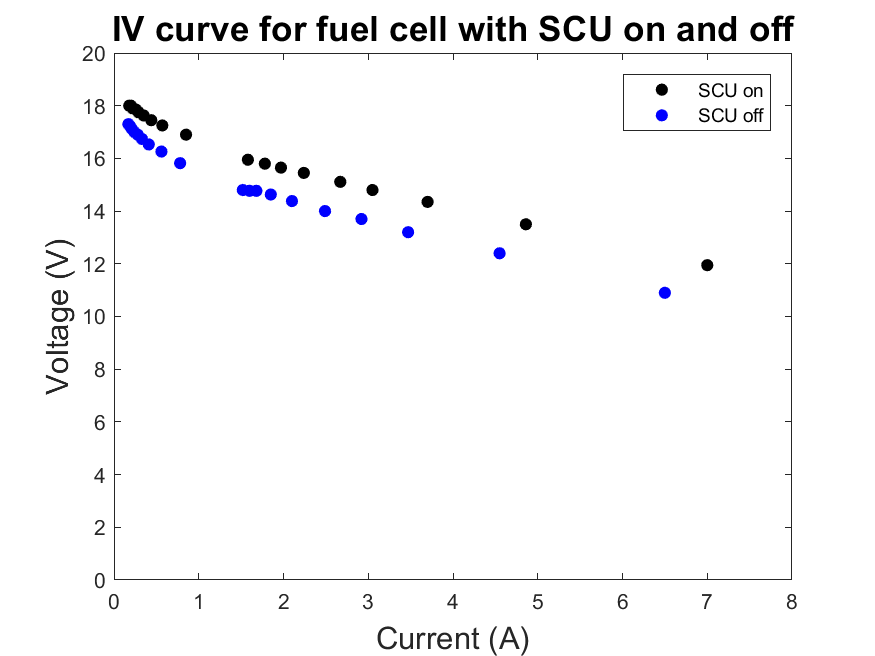 IV curve for fuel cell with SCU on and off
20
18
16
14
12
10
8
6
4
2
0
Voltage (V)
SCU on
SCU off
0 1 2 3 4 5 6 7 8
Current (A)